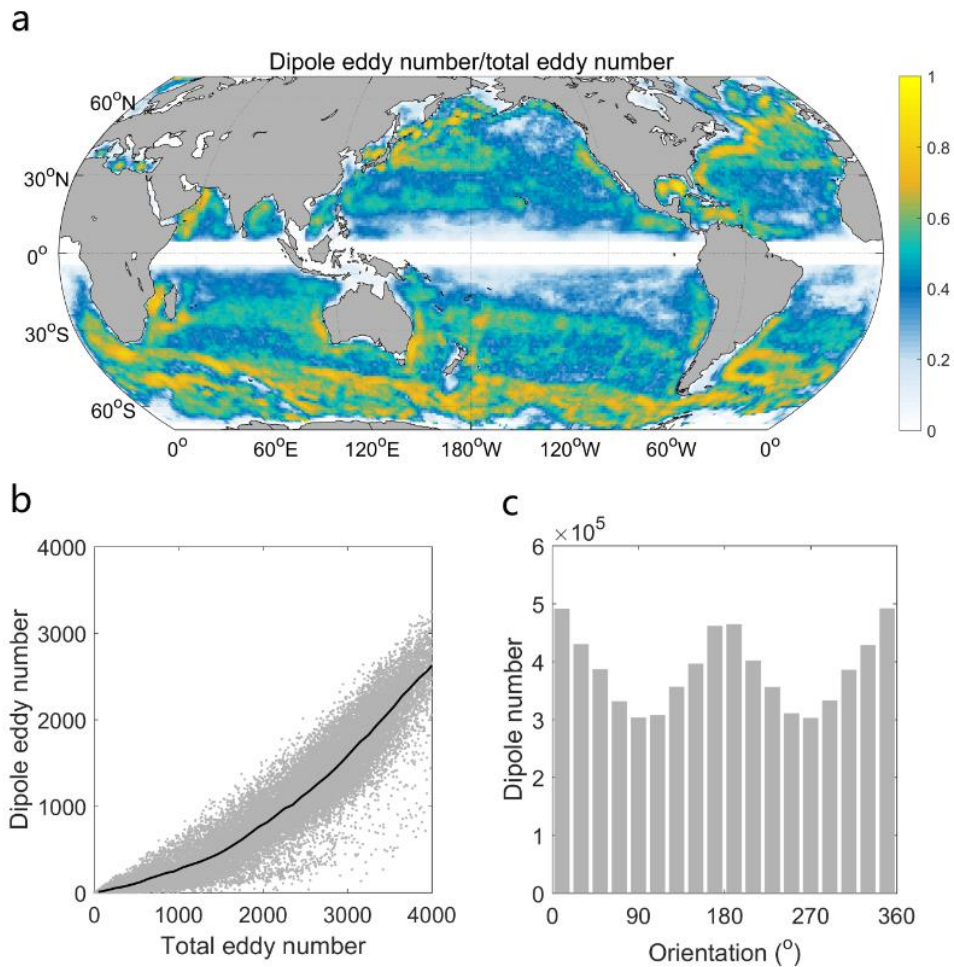 a
Dipole eddy number/total eddy number
60°N
30°N
0°
30°S
60°S
0°
60°E
120°E
180°W
120°W
60°W
0°
1
0.8
0.6
0.4
0.2
0
b
4000
3000
2000
1000
0
Dipole eddy number
0
1000
2000
3000
4000
Total eddy number
c
×10⁵
6
5
4
3
2
1
0
Dipole number
0
90
180
270
360
Orientation (°)